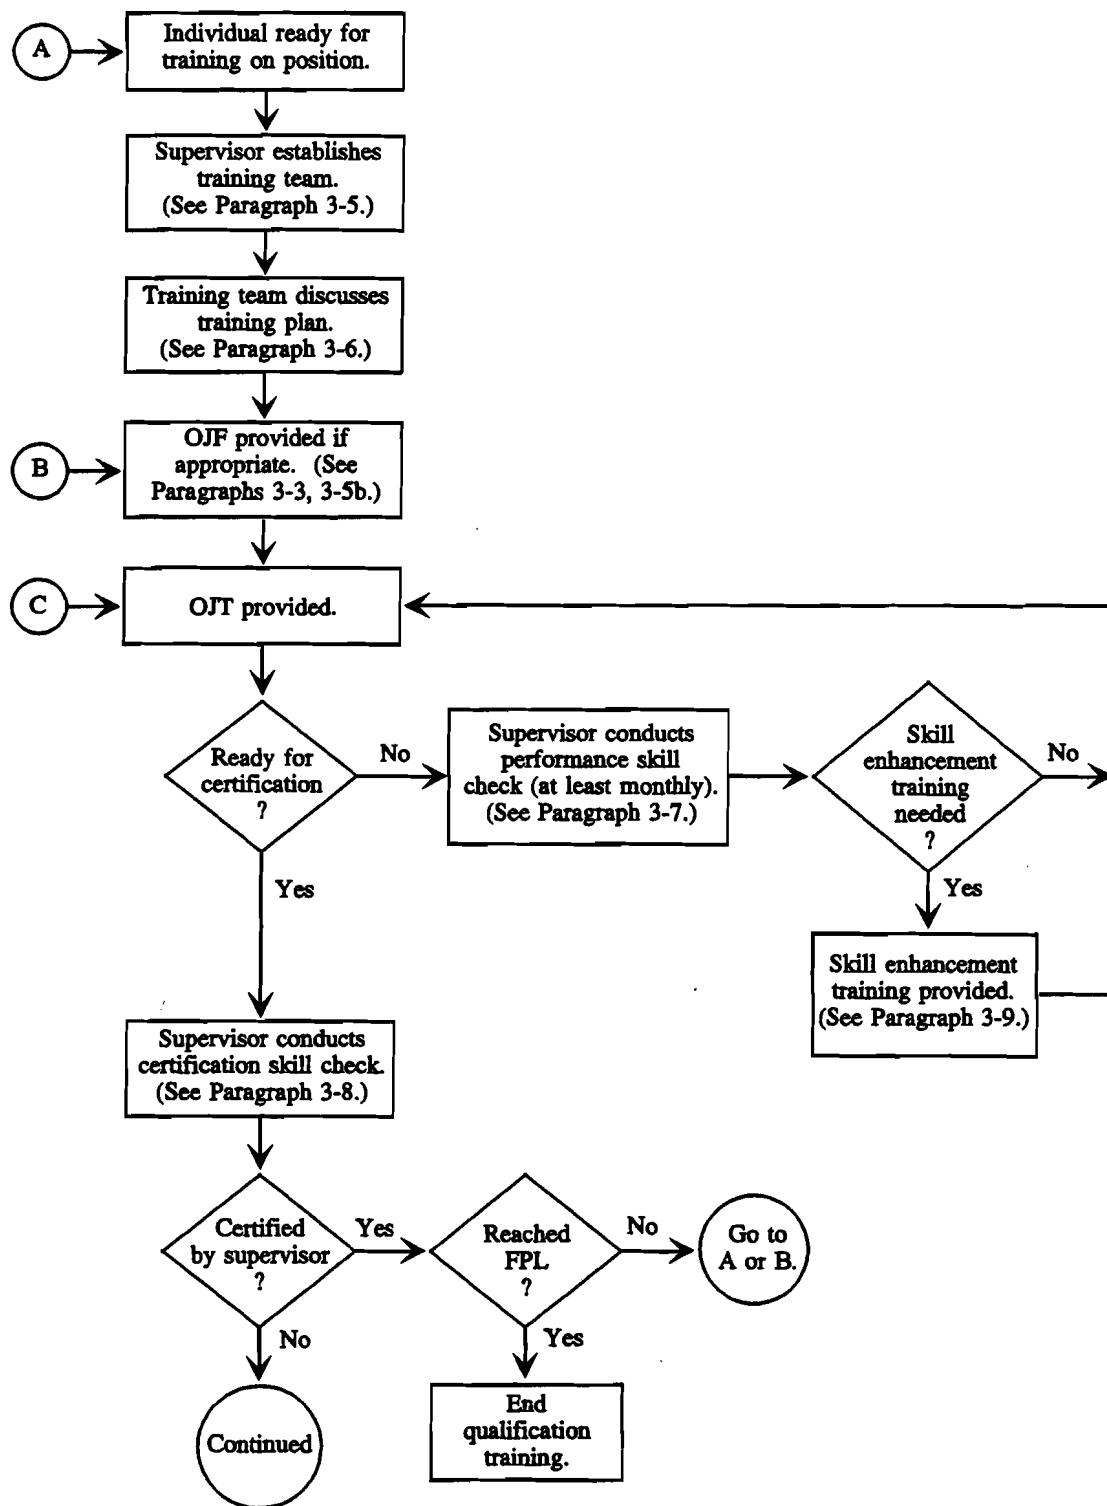 A
Individual ready for
training on position.
Supervisor establishes
training team.
(See Paragraph 3-5.)
Training team discusses
training plan.
(See Paragraph 3-6.)
B
OJF provided if
appropriate. (See
Paragraphs 3-3, 3-5b.)
C
OJT provided.
Ready for
certification
?
No
Supervisor conducts
performance skill
check (at least monthly).
(See Paragraph 3-7.)
Skill
enhancement
training
needed
?
No
Yes
Yes
Skill enhancement
training provided.
(See Paragraph 3-9.)
Supervisor conducts
certification skill check.
(See Paragraph 3-8.)
Certified
by supervisor
?
Yes
Reached
FPL
?
No
Go to
A or B.
No
Yes
Continued
End
qualification
training.